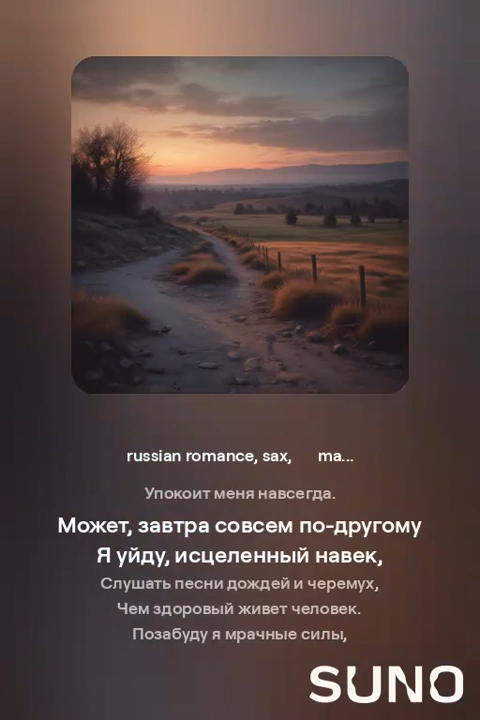 russian romance, sax, ma...
Упокоит меня навсегда.
Может, завтра совсем по-другому
Я уйду, исцеленный навек,
Слушать песни дождей и черемух,
Чем здоровый живет человек.
Позабуду я мрачные силы,
SUNO